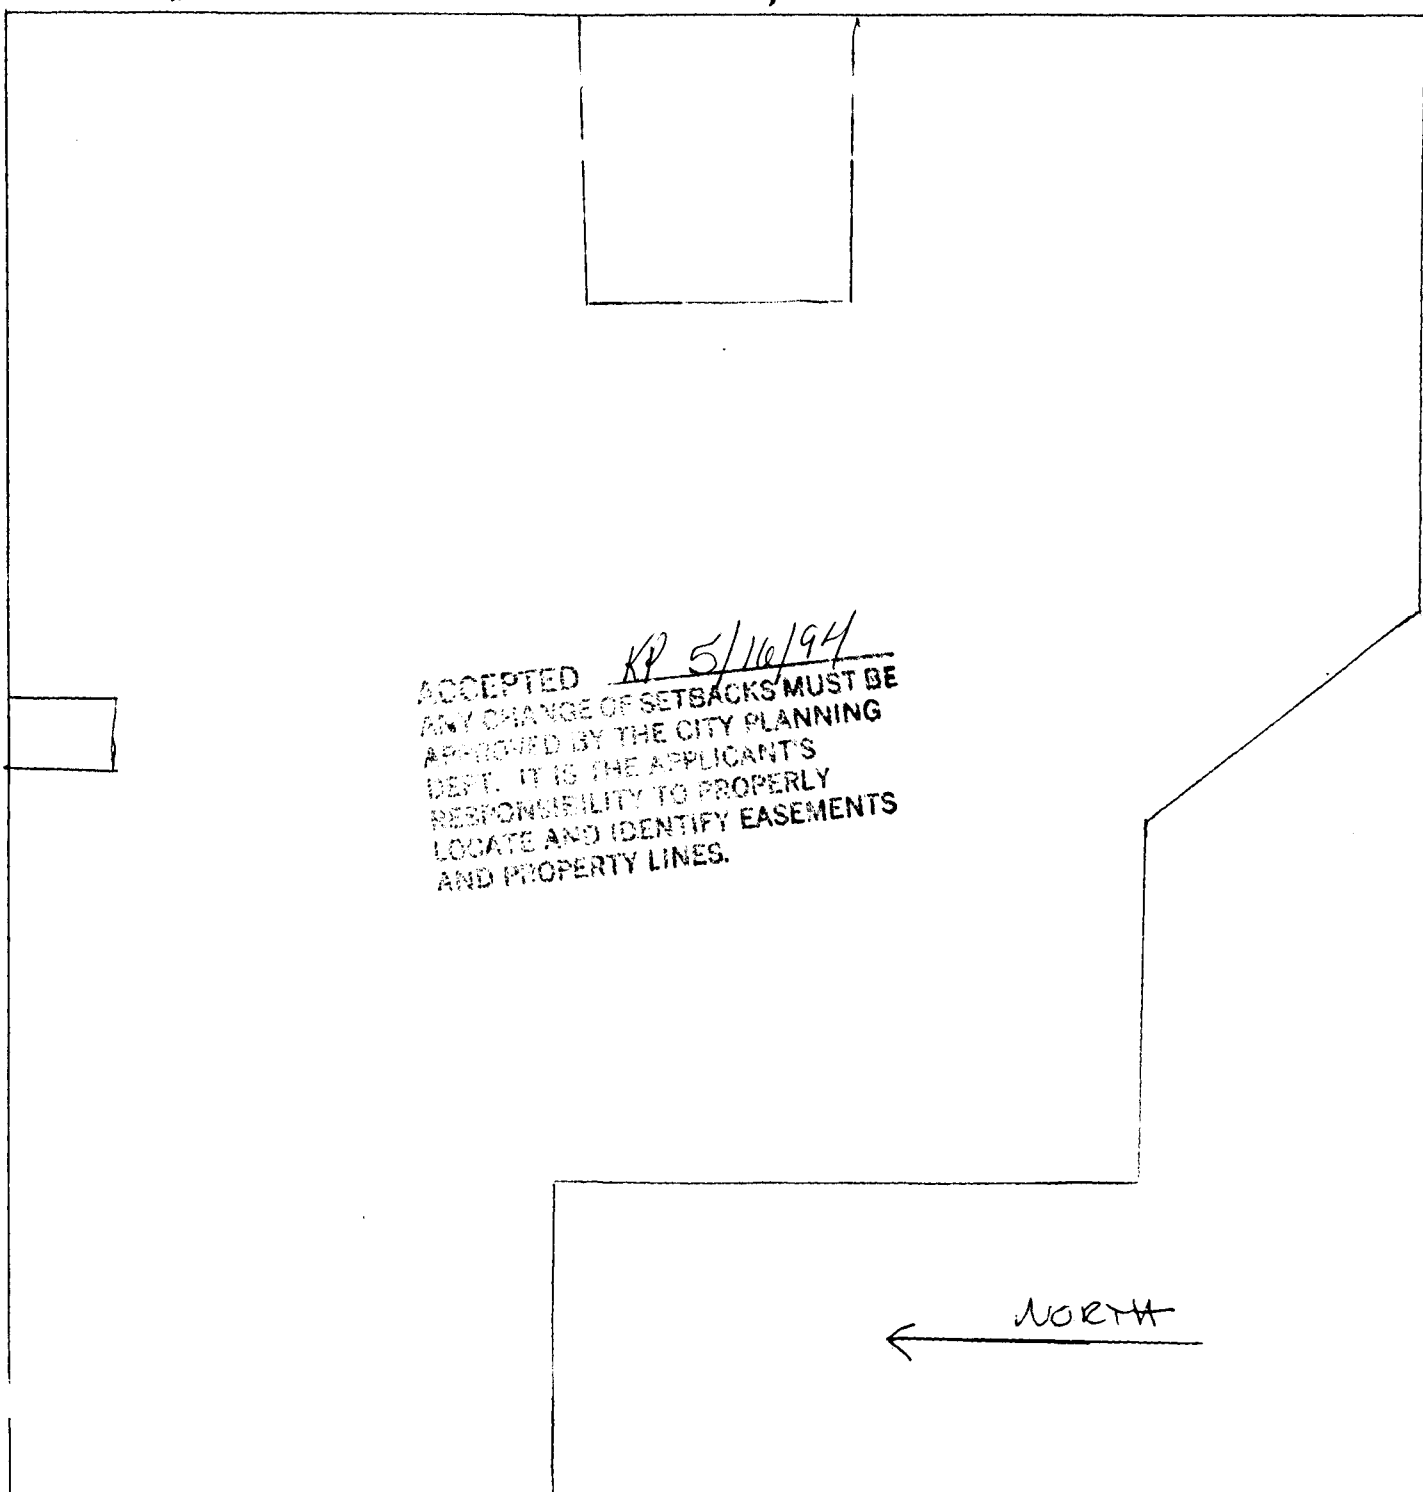 ACCEPTED KP 5/16/94
ANY CHANGE OF SETBACKS MUST BE
APPROVED BY THE CITY PLANNING
DEPT. IT IS THE APPLICANT'S
RESPONSIBILITY TO PROPERLY
LOCATE AND IDENTIFY EASEMENTS
AND PROPERTY LINES.
NORTH